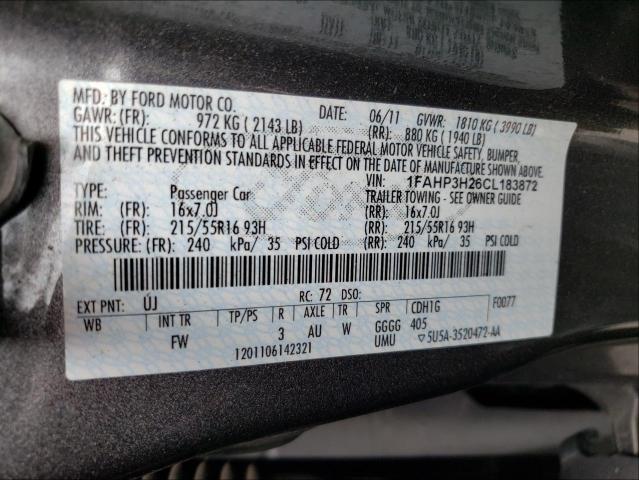 MFD. BY FORD MOTOR CO.
DATE: 06/11 GVWR: 1810 KG ( 3990 LB)
GAWR: (FR): 972 KG ( 2143 LB) (RR): 880 KG ( 1940 LB)
THIS VEHICLE CONFORMS TO ALL APPLICABLE FEDERAL MOTOR VEHICLE SAFETY, BUMPER,
AND THEFT PREVENTION STANDARDS IN EFFECT ON THE DATE OF MANUFACTURE SHOWN ABOVE.
VIN: 1FAHP3H26CL183872
TYPE: Passenger Car TRAILER TOWING - SEE OWNER GUIDE
RIM: (FR): 16x7.0J (RR): 16x7.0J
TIRE: (FR): 215/55R16 93H (RR): 215/55R16 93H
PRESSURE: (FR): 240 kPa/ 35 PSI COLD (RR): 240 kPa/ 35 PSI COLD
EXT PNT: UJ RC: 72 DSO: F0077
WB INT TR TP/PS R AXLE TR SPR CDH1G
FW 3 AU W GGGG 405
UMU ▽5U5A-3520472-AA
1201106142321